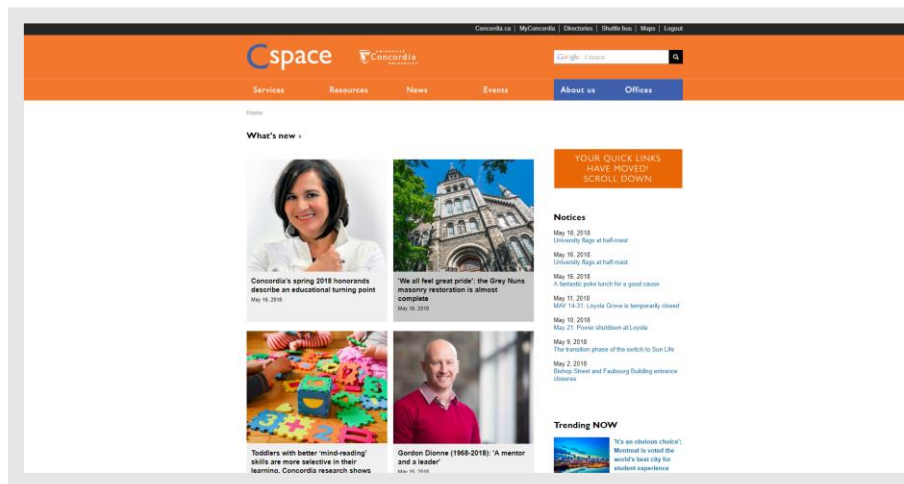 Concordia.ca | MyConcordia | Directories | Shuttle bus | Maps | Logout
Cspace
UNIVERSITÉ
Concordia
UNIVERSITY
Google Cspace
Services Resources News Events About us Offices
Home
What's new ›
YOUR QUICK LINKS
HAVE MOVED!
SCROLL DOWN
Concordia's spring 2018 honorands
describe an educational turning point
May 16, 2018
'We all feel great pride': the Grey Nuns
masonry restoration is almost
complete
May 16, 2018
Toddlers with better 'mind-reading'
skills are more selective in their
learning, Concordia research shows
Gordon Dionne (1968-2018): 'A mentor
and a leader'
May 15, 2018
Notices
May 18, 2018
University flags at half-mast
May 16, 2018
University flags at half-mast
May 16, 2018
A fantastic poke lunch for a good cause
May 11, 2018
MAY 14-31: Loyola Grove is temporarily closed
May 10, 2018
May 21: Power shutdown at Loyola
May 9, 2018
The transition phase of the switch to Sun Life
May 2, 2018
Bishop Street and Faubourg Building entrance
closures
Trending NOW
'It's an obvious choice':
Montreal is voted the
world's best city for
student experience